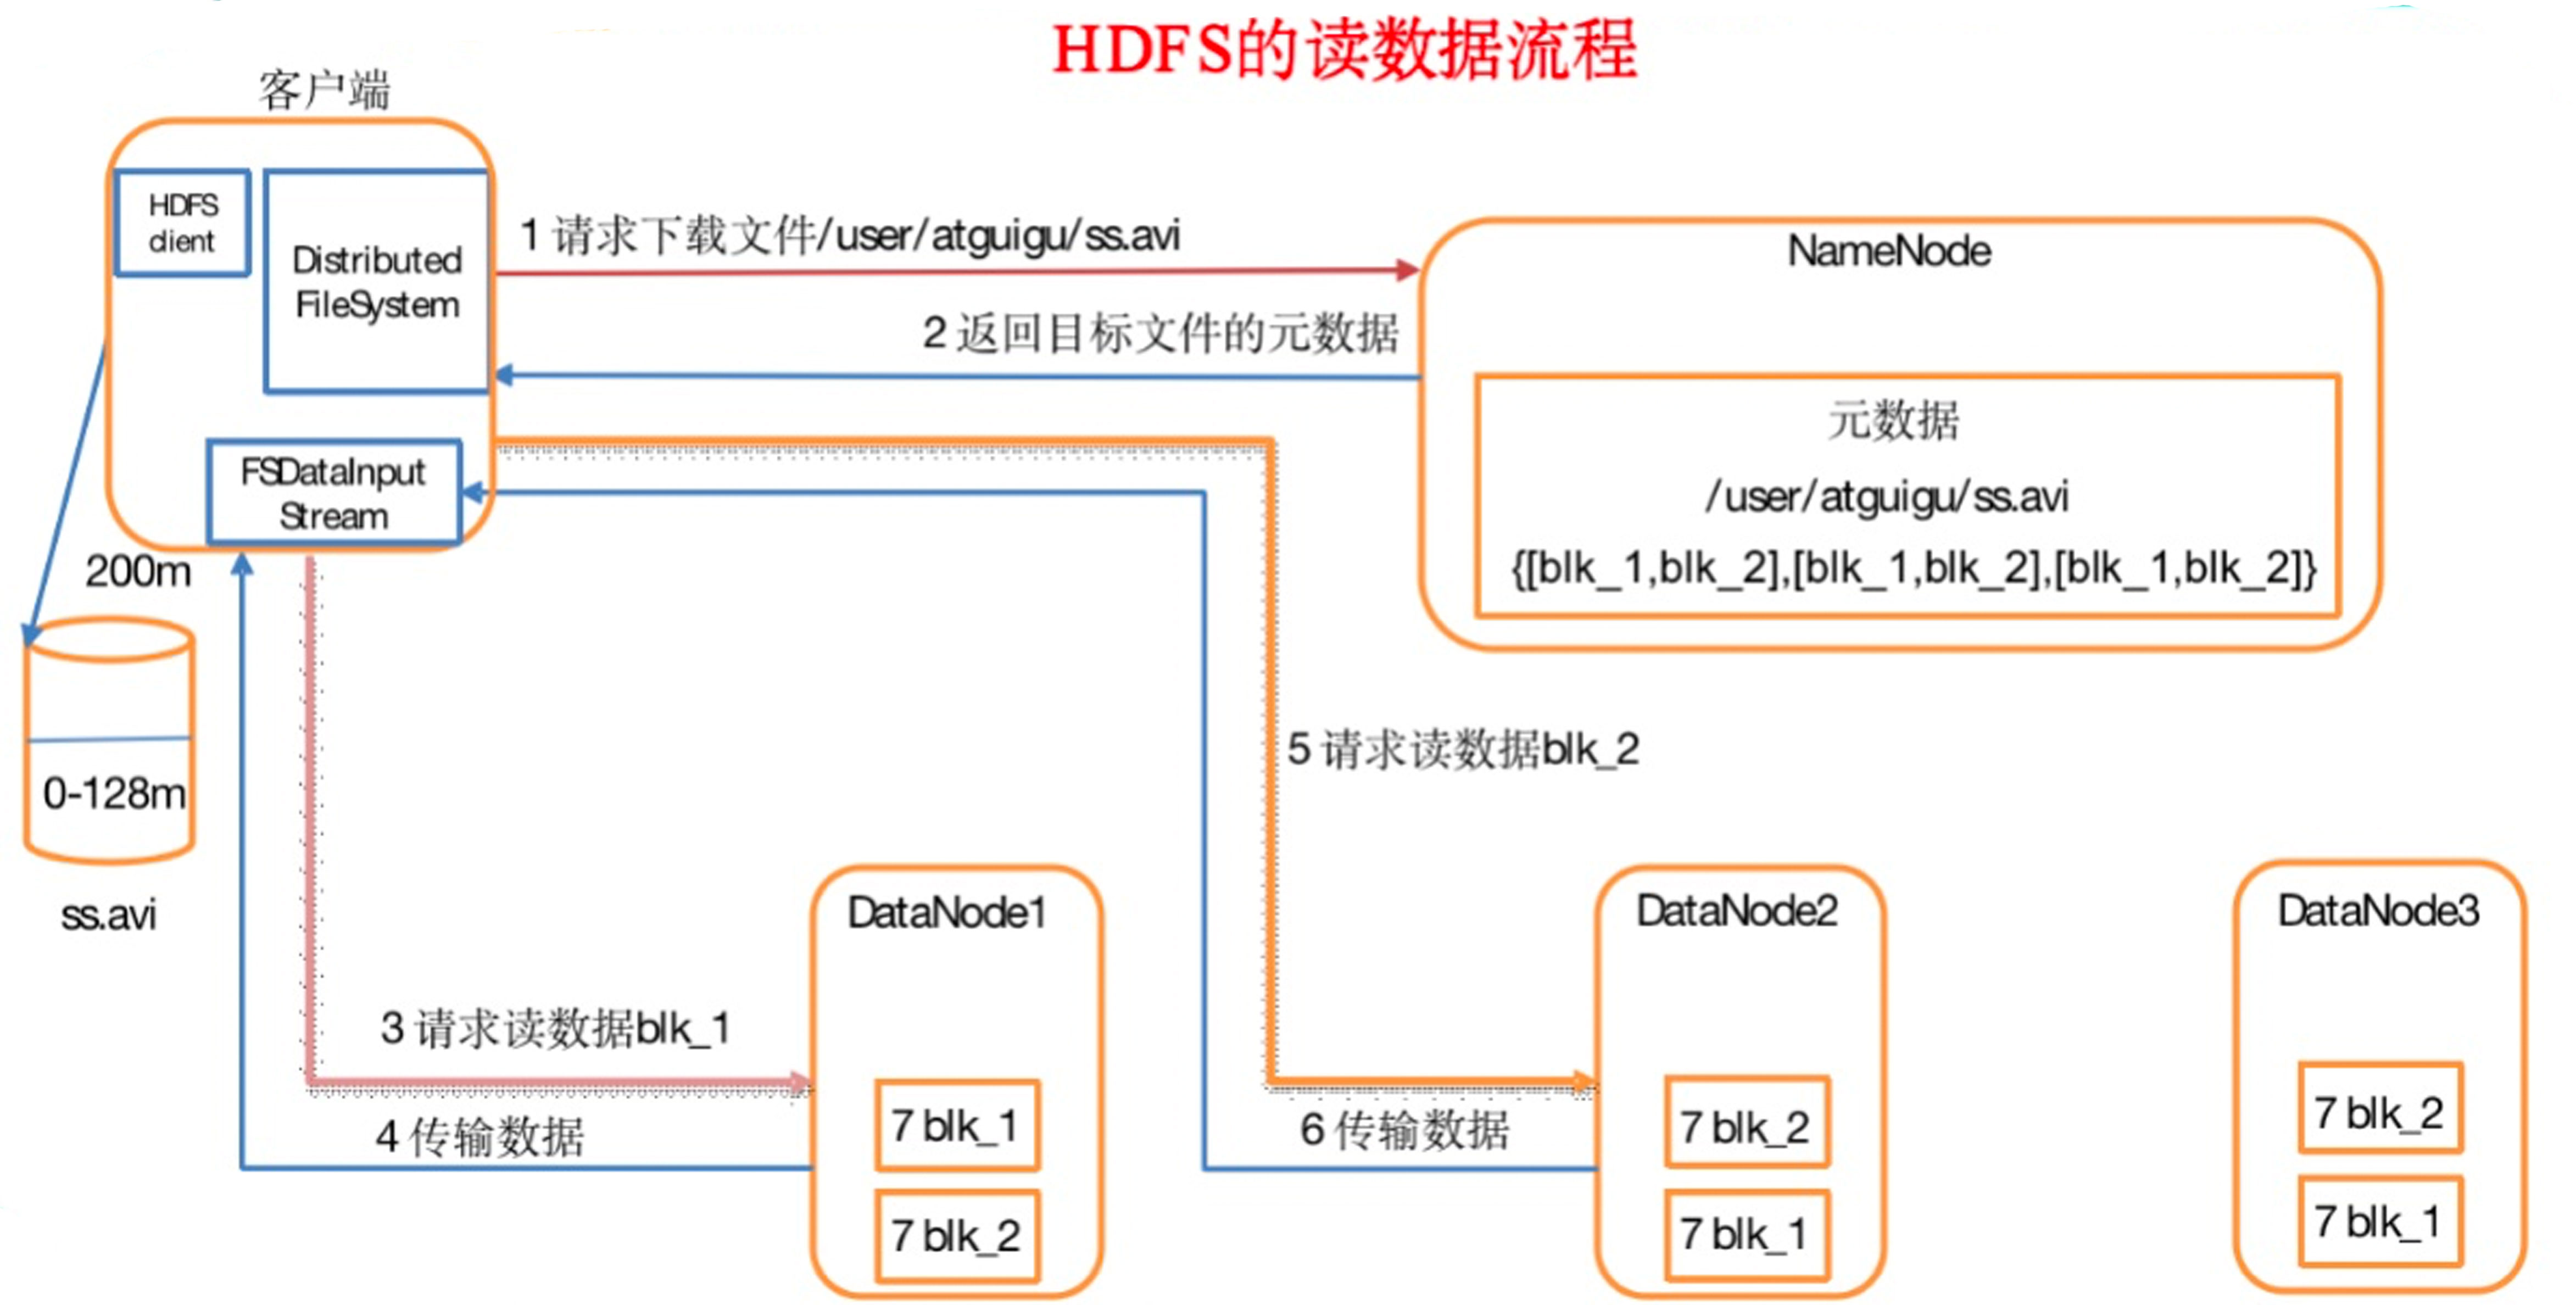 HDFS的读数据流程
客户端
HDFS
client
Distributed
FileSystem
1 请求下载文件/user/atguigu/ss.avi
2 返回目标文件的元数据
NameNode
元数据
/user/atguigu/ss.avi
{[blk_1,blk_2],[blk_1,blk_2],[blk_1,blk_2]}
FSDataInput
Stream
200m
0-128m
ss.avi
5 请求读数据blk_2
3 请求读数据blk_1
4 传输数据
6 传输数据
DataNode1
7 blk_1
7 blk_2
DataNode2
7 blk_2
7 blk_1
DataNode3
7 blk_2
7 blk_1